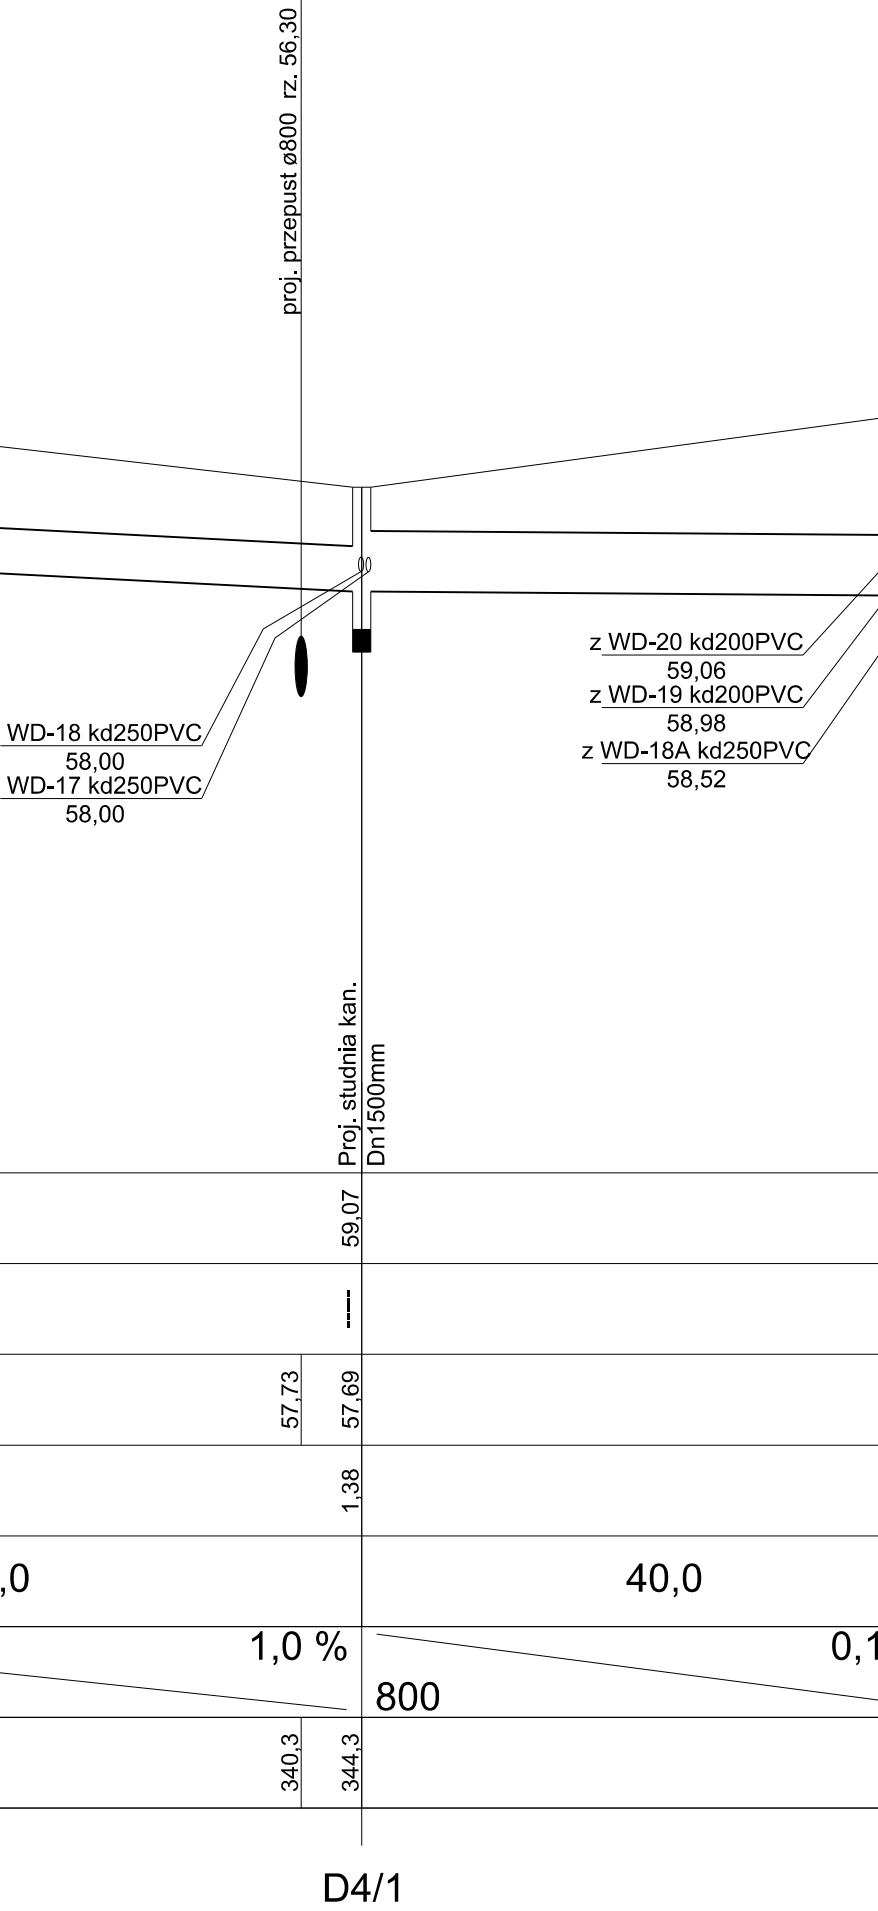 proj. przepust ø800 rz. 56,30
z WD-20 kd200PVC
59,06
z WD-19 kd200PVC
58,98
z WD-18A kd250PVC
58,52
WD-18 kd250PVC
58,00
WD-17 kd250PVC
58,00
Proj. studnia kan.
Dn1500mm
59,07
-----
57,73
57,69
1,38
,0
40,0
1,0 %
0,1
800
340,3
344,3
D4/1